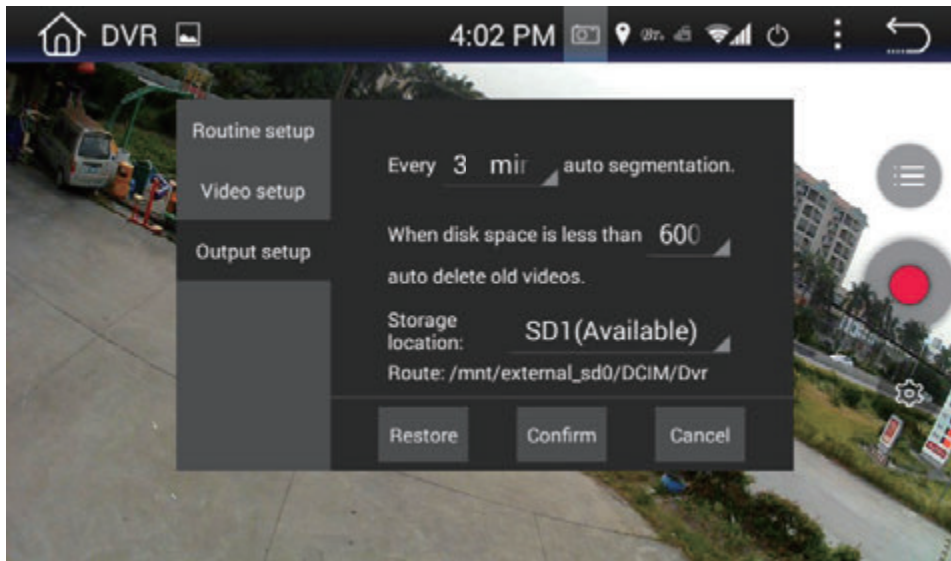 DVR
4:02 PM
Routine setup
Video setup
Output setup
Every 3 mir auto segmentation.
When disk space is less than 600
auto delete old videos.
Storage
location:
SD1(Available)
Route: /mnt/external_sd0/DCIM/Dvr
Restore
Confirm
Cancel